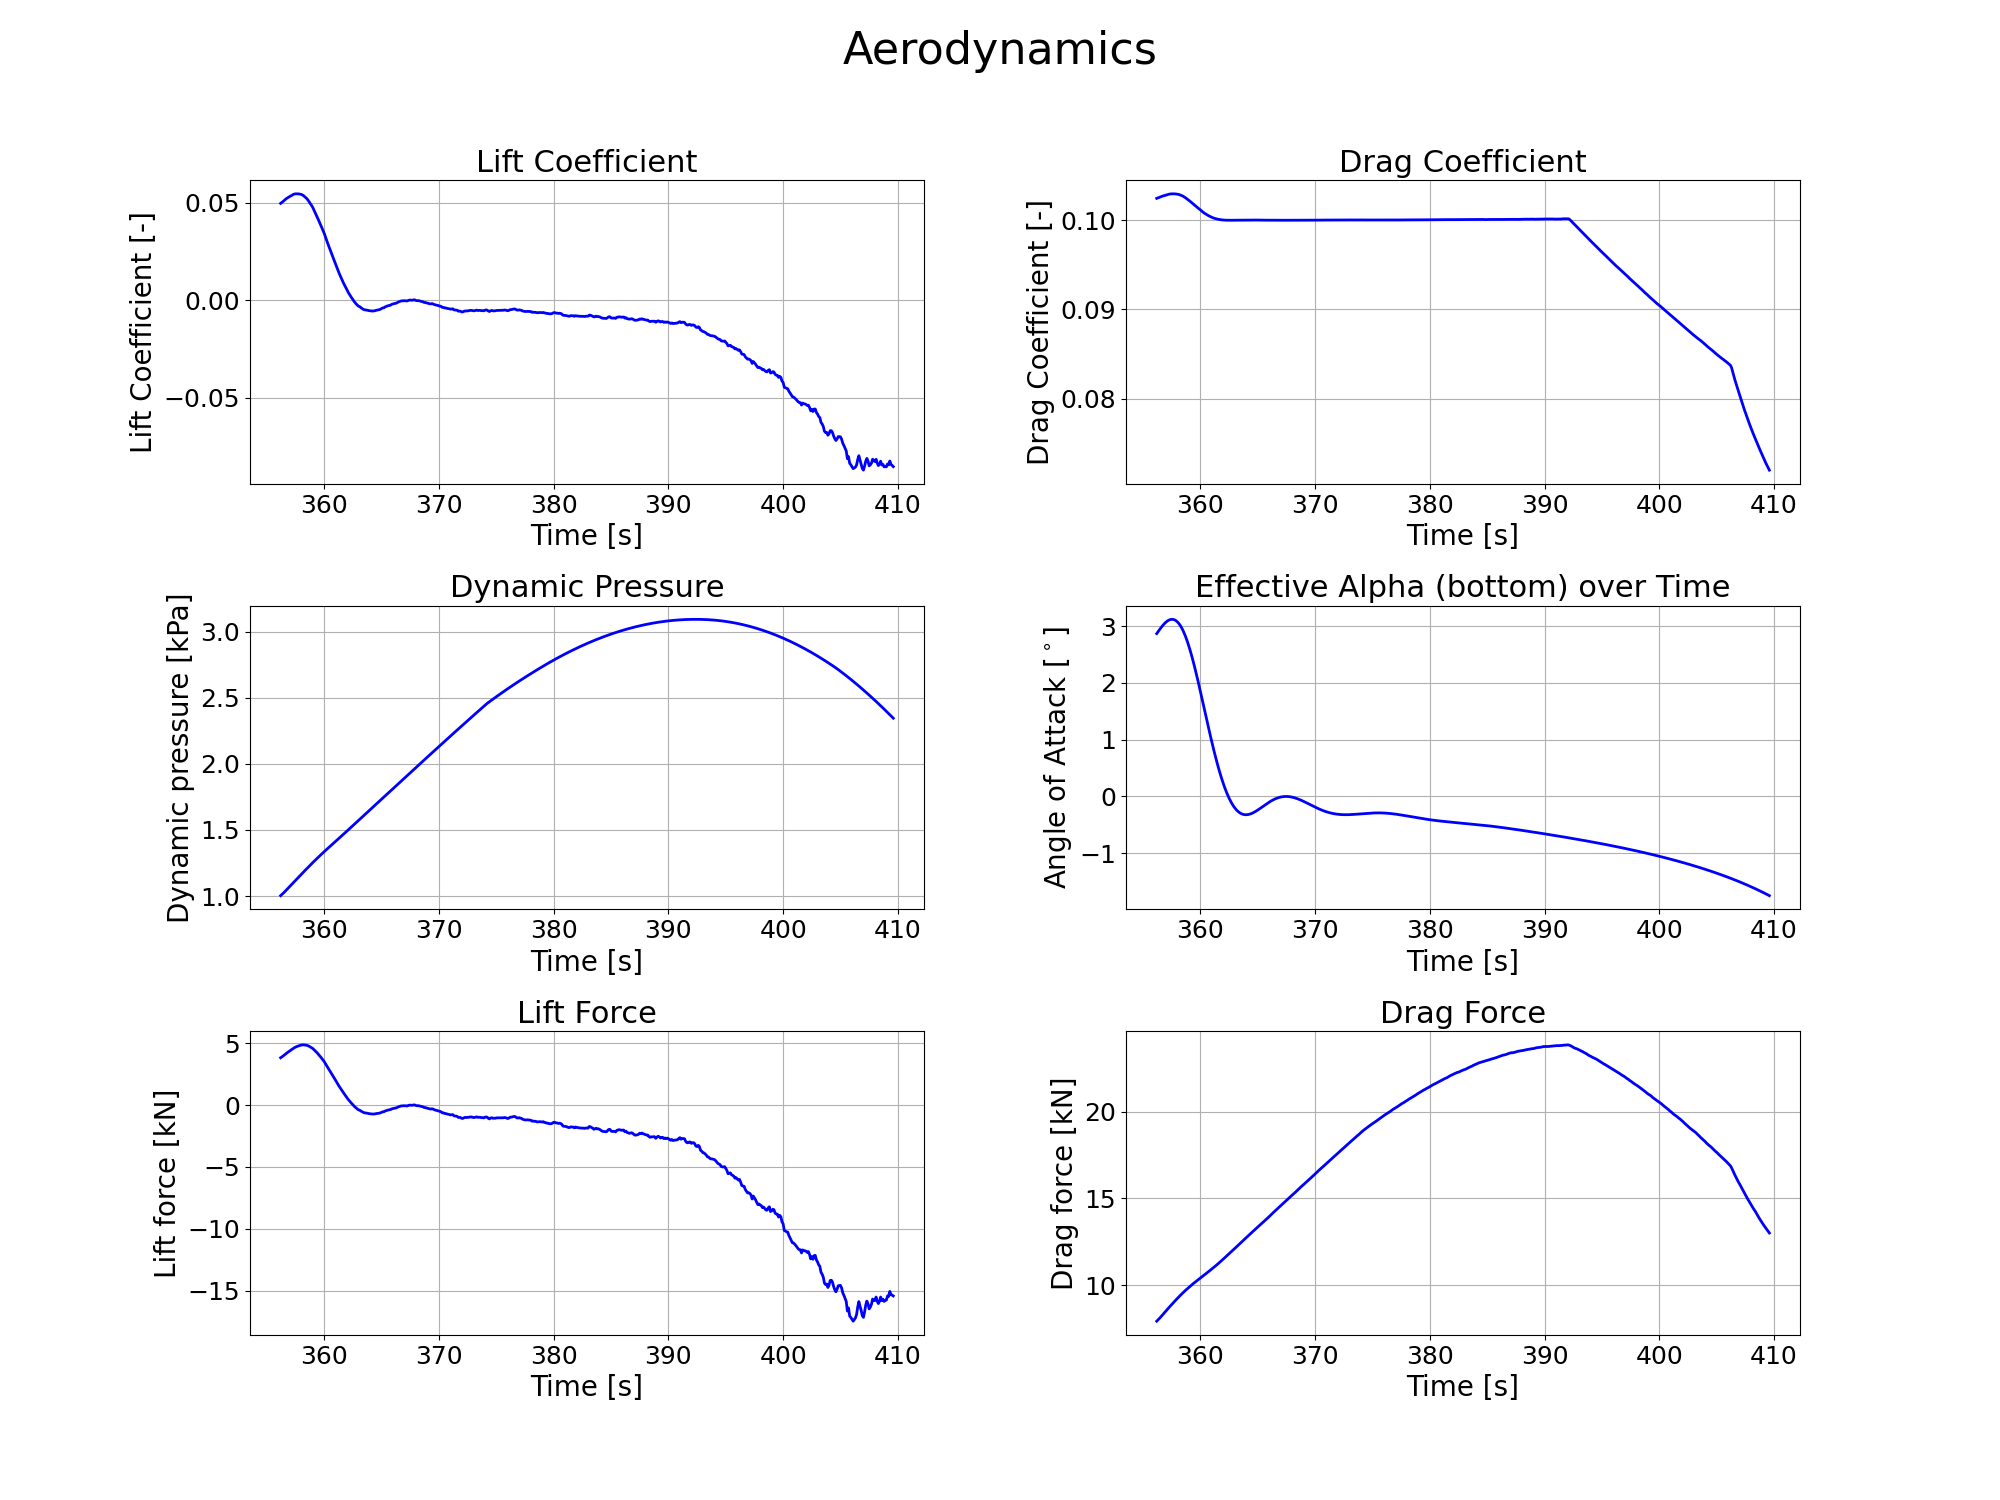 Aerodynamics
Lift Coefficient
Lift Coefficient [-]
0.05
0.00
−0.05
360 370 380 390 400 410
Time [s]
Drag Coefficient
Drag Coefficient [-]
0.10
0.09
0.08
360 370 380 390 400 410
Time [s]
Dynamic Pressure
Dynamic pressure [kPa]
3.0
2.5
2.0
1.5
1.0
360 370 380 390 400 410
Time [s]
Effective Alpha (bottom) over Time
Angle of Attack [°]
3
2
1
0
−1
360 370 380 390 400 410
Time [s]
Lift Force
Lift force [kN]
5
0
−5
−10
−15
360 370 380 390 400 410
Time [s]
Drag Force
Drag force [kN]
20
15
10
360 370 380 390 400 410
Time [s]